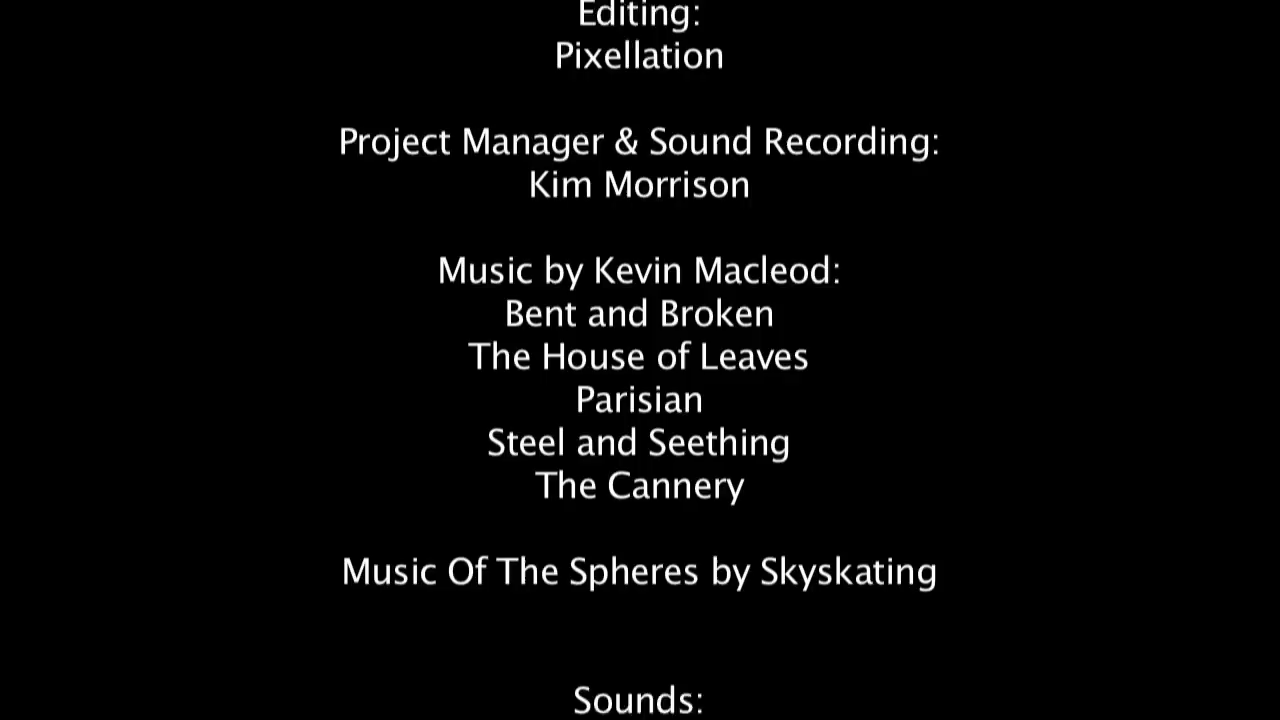 Editing:
Pixellation
Project Manager & Sound Recording:
Kim Morrison
Music by Kevin Macleod:
Bent and Broken
The House of Leaves
Parisian
Steel and Seething
The Cannery
Music Of The Spheres by Skyskating
Sounds: